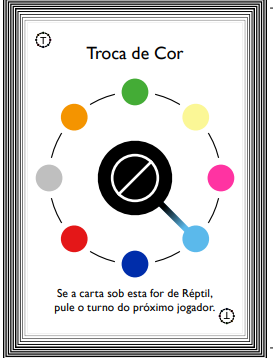 T
Troca de Cor
Se a carta sob esta for de Réptil,
pule o turno do próximo jogador.
T